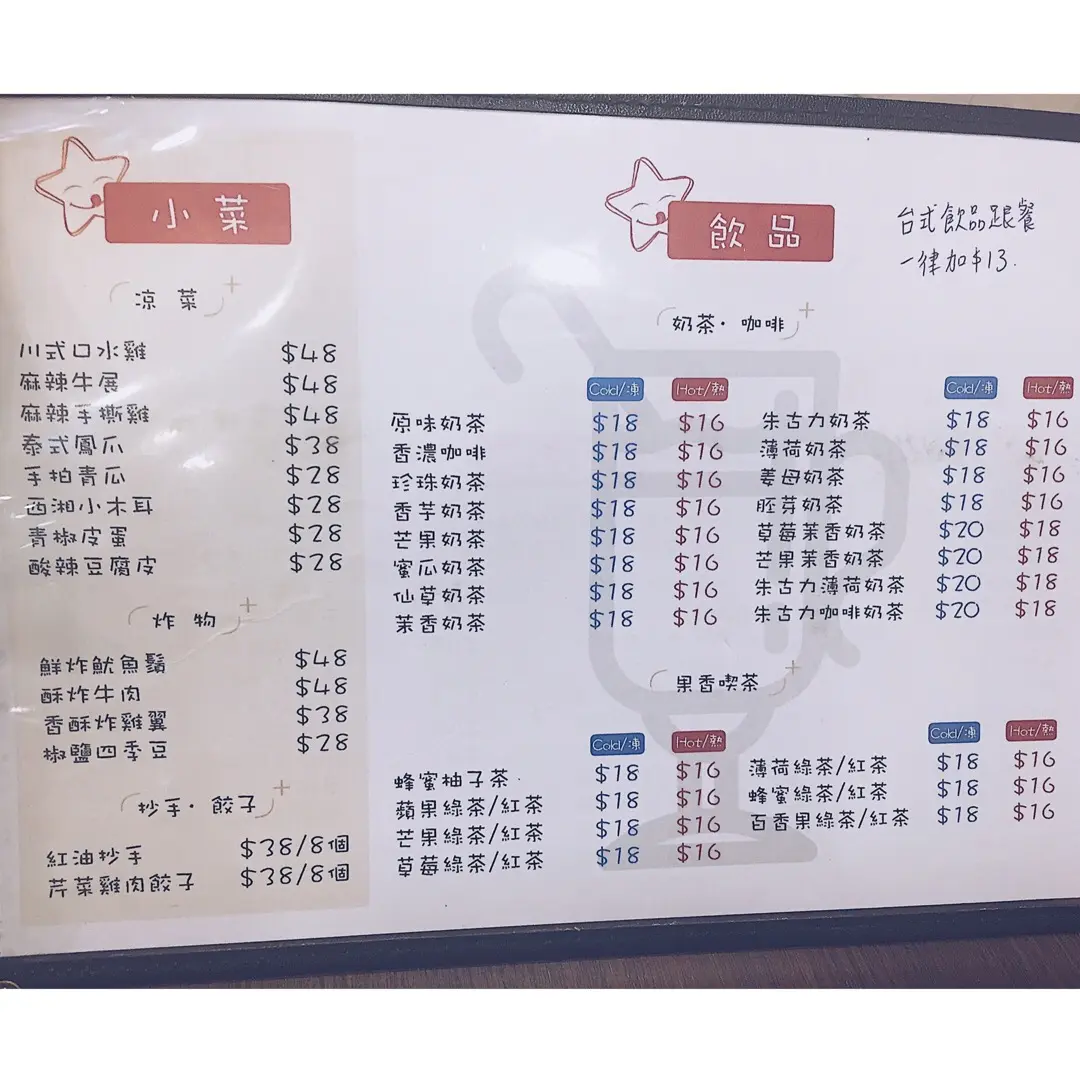 小菜
涼菜
川式口水雞 $48
麻辣牛展 $48
麻辣手撕雞 $48
泰式鳳爪 $38
手拍青瓜 $28
西湘小木耳 $28
青椒皮蛋 $28
酸辣豆腐皮 $28
炸物
鮮炸魷魚鬚 $48
酥炸牛肉 $48
香酥炸雞翼 $38
椒鹽四季豆 $28
抄手·餃子
紅油抄手 $38/8個
芹菜雞肉餃子 $38/8個
飲品
台式飲品跟餐
一律加$13.
奶茶·咖啡
Cold/凍 Hot/熱
原味奶茶 $18 $16
香濃咖啡 $18 $16
珍珠奶茶 $18 $16
香芋奶茶 $18 $16
芒果奶茶 $18 $16
蜜瓜奶茶 $18 $16
仙草奶茶 $18 $16
茉香奶茶 $18 $16
Cold/凍 Hot/熱
朱古力奶茶 $18 $16
薄荷奶茶 $18 $16
姜母奶茶 $18 $16
胚芽奶茶 $18 $16
草莓茉香奶茶 $20 $18
芒果茉香奶茶 $20 $18
朱古力薄荷奶茶 $20 $18
朱古力咖啡奶茶 $20 $18
果香喫茶
Cold/凍 Hot/熱
蜂蜜柚子茶 $18 $16
蘋果綠茶/紅茶 $18 $16
芒果綠茶/紅茶 $18 $16
草莓綠茶/紅茶 $18 $16
Cold/凍 Hot/熱
薄荷綠茶/紅茶 $18 $16
蜂蜜綠茶/紅茶 $18 $16
百香果綠茶/紅茶 $18 $16